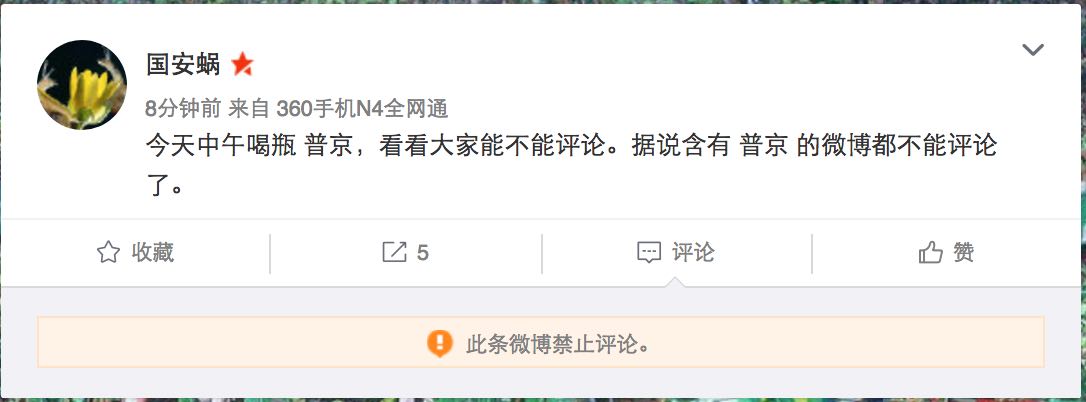 国安蜗
8分钟前 来自 360手机N4全网通
今天中午喝瓶 普京，看看大家能不能评论。据说含有 普京 的微博都不能评论
了。
收藏 5 评论 赞
此条微博禁止评论。